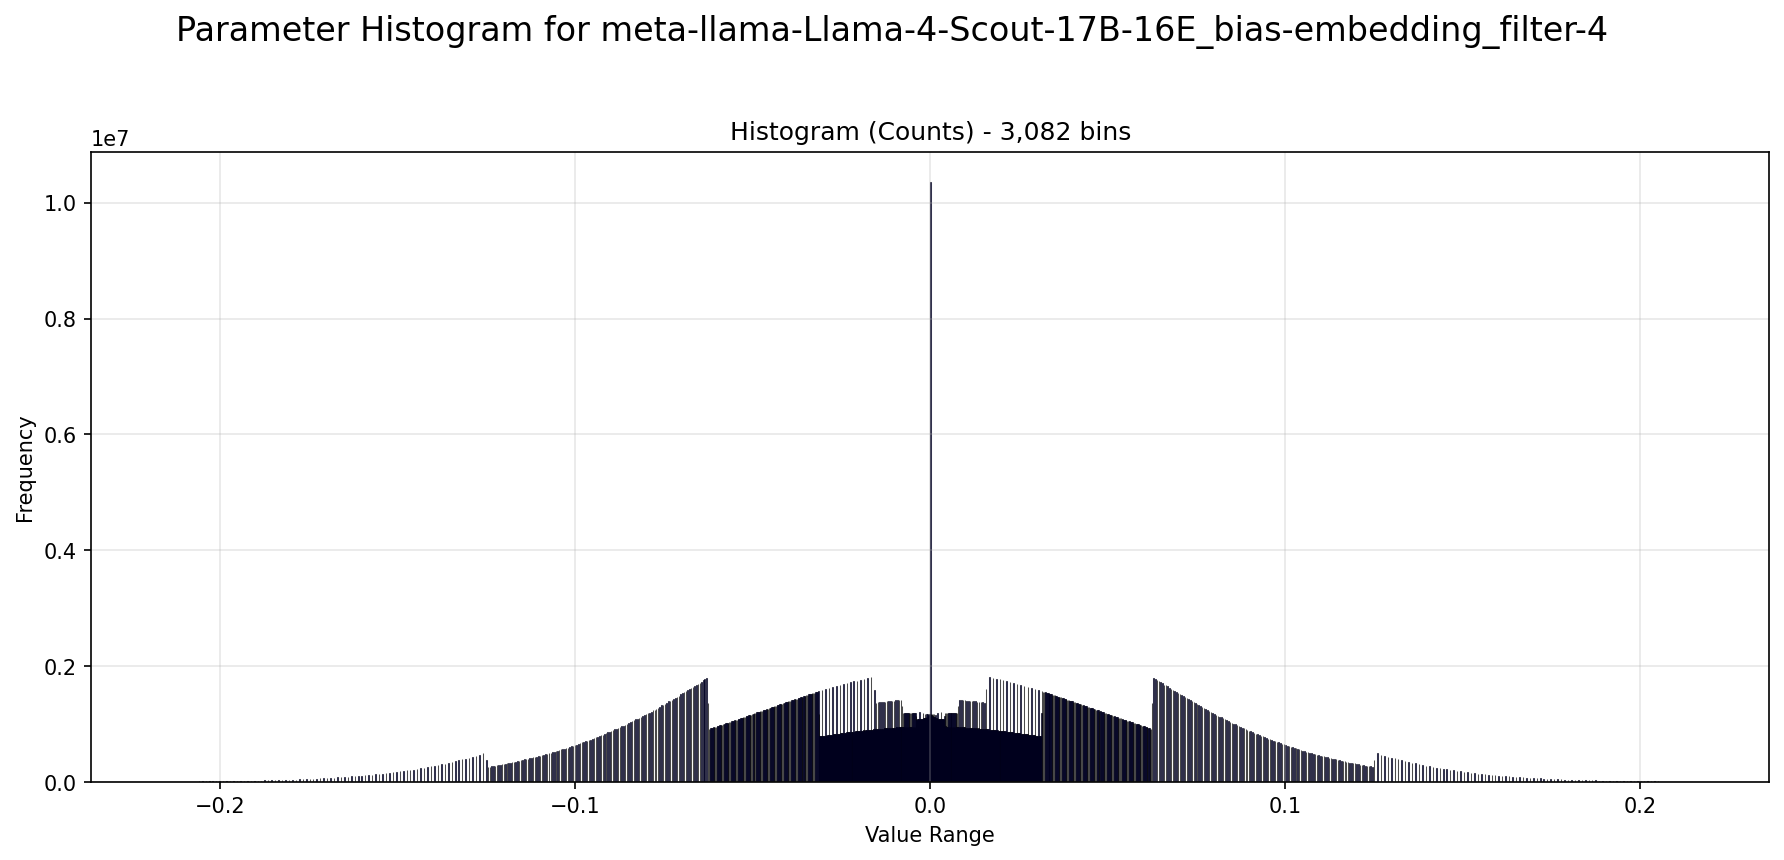 Parameter Histogram for meta-llama-Llama-4-Scout-17B-16E_bias-embedding_filter-4
Histogram (Counts) - 3,082 bins
1e7
1.0
0.8
0.6
0.4
0.2
0.0
Frequency
−0.2
−0.1
0.0
0.1
0.2
Value Range